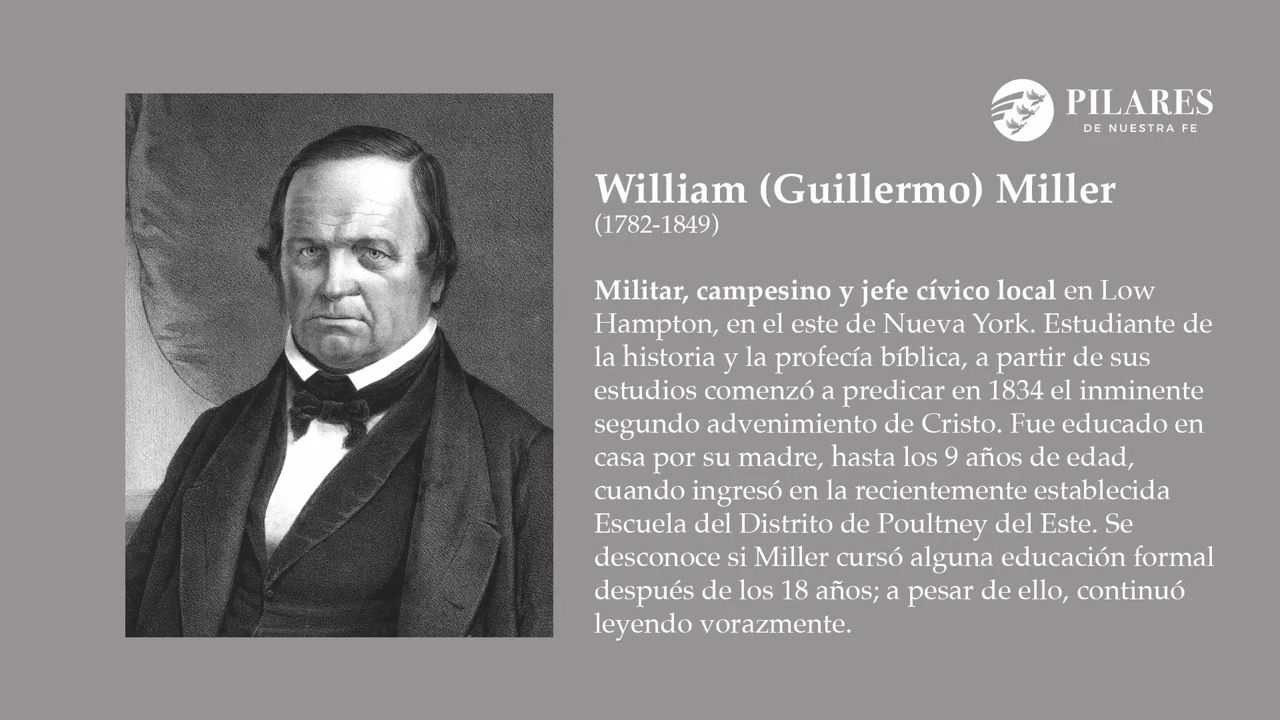 PILARES
DE NUESTRA FE
William (Guillermo) Miller
(1782-1849)
Militar, campesino y jefe cívico local en Low
Hampton, en el este de Nueva York. Estudiante de
la historia y la profecía bíblica, a partir de sus
estudios comenzó a predicar en 1834 el inminente
segundo advenimiento de Cristo. Fue educado en
casa por su madre, hasta los 9 años de edad,
cuando ingresó en la recientemente establecida
Escuela del Distrito de Poultney del Este. Se
desconoce si Miller cursó alguna educación formal
después de los 18 años; a pesar de ello, continuó
leyendo vorazmente.